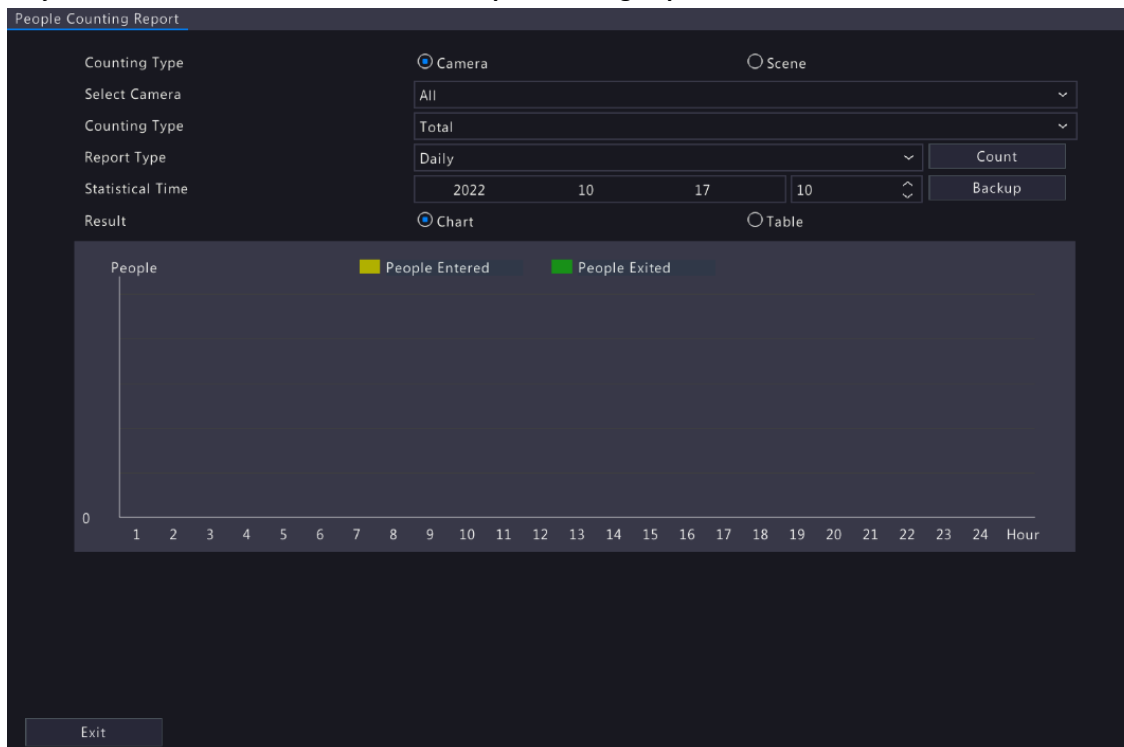 People Counting Report
Counting Type Camera Scene
Select Camera All
Counting Type Total
Report Type Daily Count
Statistical Time 2022 10 17 10 Backup
Result Chart Table
People People Entered People Exited
0
1 2 3 4 5 6 7 8 9 10 11 12 13 14 15 16 17 18 19 20 21 22 23 24 Hour
Exit